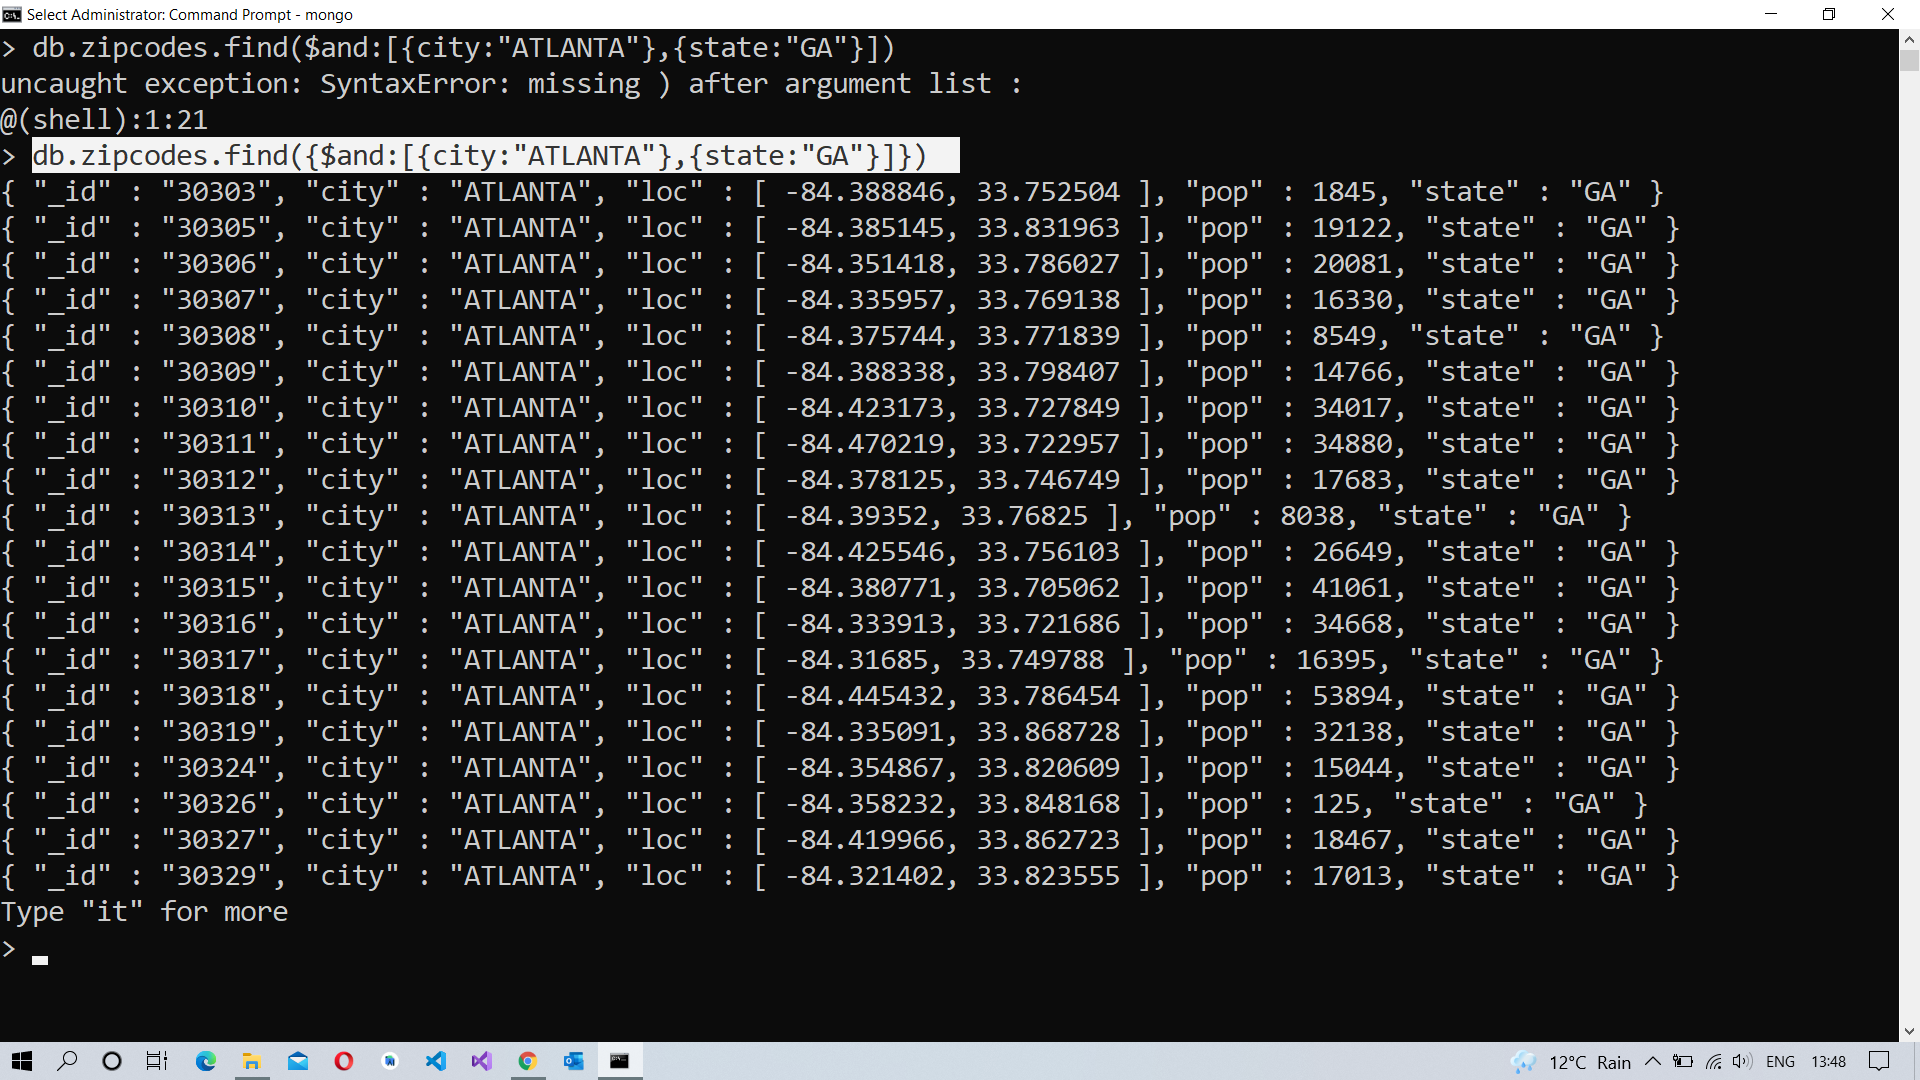 Select Administrator: Command Prompt - mongo
> db.zipcodes.find($and:[{city:"ATLANTA"},{state:"GA"}])
uncaught exception: SyntaxError: missing ) after argument list :
@(shell):1:21
> db.zipcodes.find({$and:[{city:"ATLANTA"},{state:"GA"}]})
{ "_id" : "30303", "city" : "ATLANTA", "loc" : [ -84.388846, 33.752504 ], "pop" : 1845, "state" : "GA" }
{ "_id" : "30305", "city" : "ATLANTA", "loc" : [ -84.385145, 33.831963 ], "pop" : 19122, "state" : "GA" }
{ "_id" : "30306", "city" : "ATLANTA", "loc" : [ -84.351418, 33.786027 ], "pop" : 20081, "state" : "GA" }
{ "_id" : "30307", "city" : "ATLANTA", "loc" : [ -84.335957, 33.769138 ], "pop" : 16330, "state" : "GA" }
{ "_id" : "30308", "city" : "ATLANTA", "loc" : [ -84.375744, 33.771839 ], "pop" : 8549, "state" : "GA" }
{ "_id" : "30309", "city" : "ATLANTA", "loc" : [ -84.388338, 33.798407 ], "pop" : 14766, "state" : "GA" }
{ "_id" : "30310", "city" : "ATLANTA", "loc" : [ -84.423173, 33.727849 ], "pop" : 34017, "state" : "GA" }
{ "_id" : "30311", "city" : "ATLANTA", "loc" : [ -84.470219, 33.722957 ], "pop" : 34880, "state" : "GA" }
{ "_id" : "30312", "city" : "ATLANTA", "loc" : [ -84.378125, 33.746749 ], "pop" : 17683, "state" : "GA" }
{ "_id" : "30313", "city" : "ATLANTA", "loc" : [ -84.39352, 33.76825 ], "pop" : 8038, "state" : "GA" }
{ "_id" : "30314", "city" : "ATLANTA", "loc" : [ -84.425546, 33.756103 ], "pop" : 26649, "state" : "GA" }
{ "_id" : "30315", "city" : "ATLANTA", "loc" : [ -84.380771, 33.705062 ], "pop" : 41061, "state" : "GA" }
{ "_id" : "30316", "city" : "ATLANTA", "loc" : [ -84.333913, 33.721686 ], "pop" : 34668, "state" : "GA" }
{ "_id" : "30317", "city" : "ATLANTA", "loc" : [ -84.31685, 33.749788 ], "pop" : 16395, "state" : "GA" }
{ "_id" : "30318", "city" : "ATLANTA", "loc" : [ -84.445432, 33.786454 ], "pop" : 53894, "state" : "GA" }
{ "_id" : "30319", "city" : "ATLANTA", "loc" : [ -84.335091, 33.868728 ], "pop" : 32138, "state" : "GA" }
{ "_id" : "30324", "city" : "ATLANTA", "loc" : [ -84.354867, 33.820609 ], "pop" : 15044, "state" : "GA" }
{ "_id" : "30326", "city" : "ATLANTA", "loc" : [ -84.358232, 33.848168 ], "pop" : 125, "state" : "GA" }
{ "_id" : "30327", "city" : "ATLANTA", "loc" : [ -84.419966, 33.862723 ], "pop" : 18467, "state" : "GA" }
{ "_id" : "30329", "city" : "ATLANTA", "loc" : [ -84.321402, 33.823555 ], "pop" : 17013, "state" : "GA" }
Type "it" for more
>
12°C Rain ENG 13:48